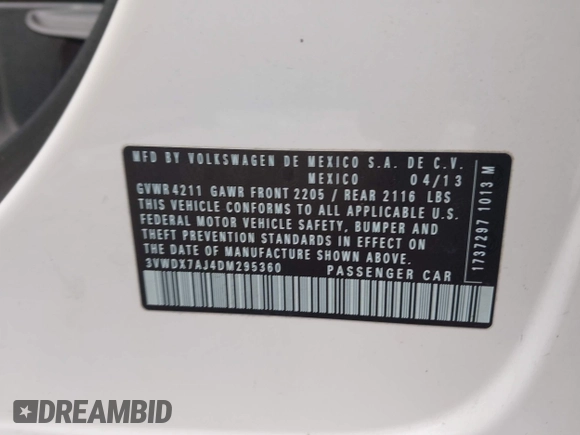 MFD BY VOLKSWAGEN DE MEXICO S.A. DE C.V.
MEXICO 04/13
GVWR 4211 GAWR FRONT 2205 / REAR 2116 LBS
THIS VEHICLE CONFORMS TO ALL APPLICABLE U.S.
FEDERAL MOTOR VEHICLE SAFETY, BUMPER AND
THEFT PREVENTION STANDARDS IN EFFECT ON
THE DATE OF MANUFACTURE SHOWN ABOVE.
3VWDX7AJ4DM295360 PASSENGER CAR
1737297 1013 M
DREAMBID